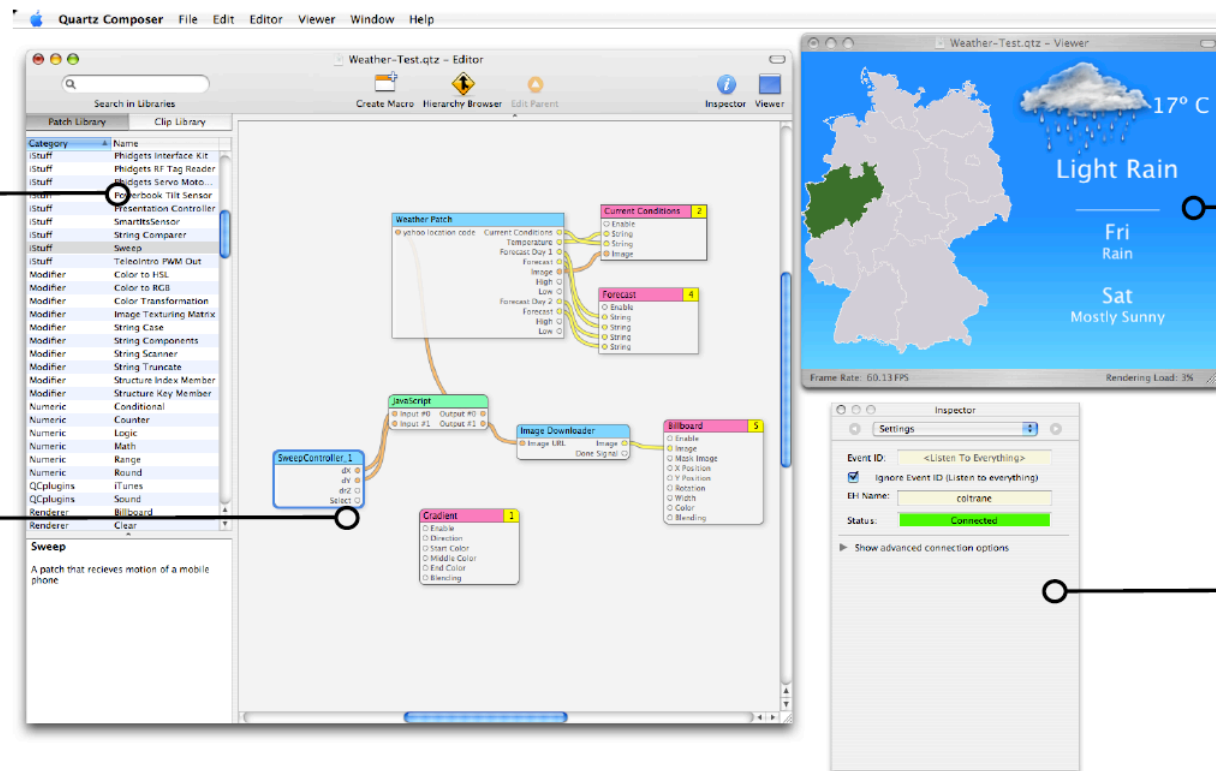 Quartz Composer File Edit Editor Viewer Window Help
Weather-Test.qtz - Editor
Search in Libraries
Create Macro Hierarchy Browser Edit Parent
Inspector Viewer
Patch Library Clip Library
Category Name
iStuff Phidgets Interface Kit
iStuff Phidgets RF Tag Reader
iStuff Phidgets Servo Moto...
iStuff Powerbook Tilt Sensor
iStuff Presentation Controller
iStuff SmartItsSensor
iStuff String Comparer
iStuff Sweep
iStuff TeleoIntro PWM Out
Modifier Color to HSL
Modifier Color to RGB
Modifier Color Transformation
Modifier Image Texturing Matrix
Modifier String Case
Modifier String Components
Modifier String Scanner
Modifier String Truncate
Modifier Structure Index Member
Modifier Structure Key Member
Numeric Conditional
Numeric Counter
Numeric Logic
Numeric Math
Numeric Range
Numeric Round
QCplugins iTunes
QCplugins Sound
Renderer Billboard
Renderer Clear
Sweep
A patch that recieves motion of a mobile
phone
Weather Patch
yahoo location code Current Conditions
Temperature
Forecast Day 1
Forecast
Image
High
Low
Forecast Day 2
Forecast
High
Low
Current Conditions 2
Enable
String
String
Image
Forecast 4
Enable
String
String
String
String
JavaScript
Input #0 Output #0
Input #1 Output #1
Image Downloader
Image URL Image
Done Signal
Billboard 5
Enable
Image
Mask Image
X Position
Y Position
Rotation
Width
Color
Blending
SweepController_1
dX
dY
drZ
Select
Gradient 1
Enable
Direction
Start Color
Middle Color
End Color
Blending
Weather-Test.qtz - Viewer
17° C
Light Rain
Fri
Rain
Sat
Mostly Sunny
Frame Rate: 60.13 FPS Rendering Load: 3%
Inspector
Settings
Event ID: <Listen To Everything>
Ignore Event ID (Listen to everything)
EH Name: coltrane
Status: Connected
Show advanced connection options